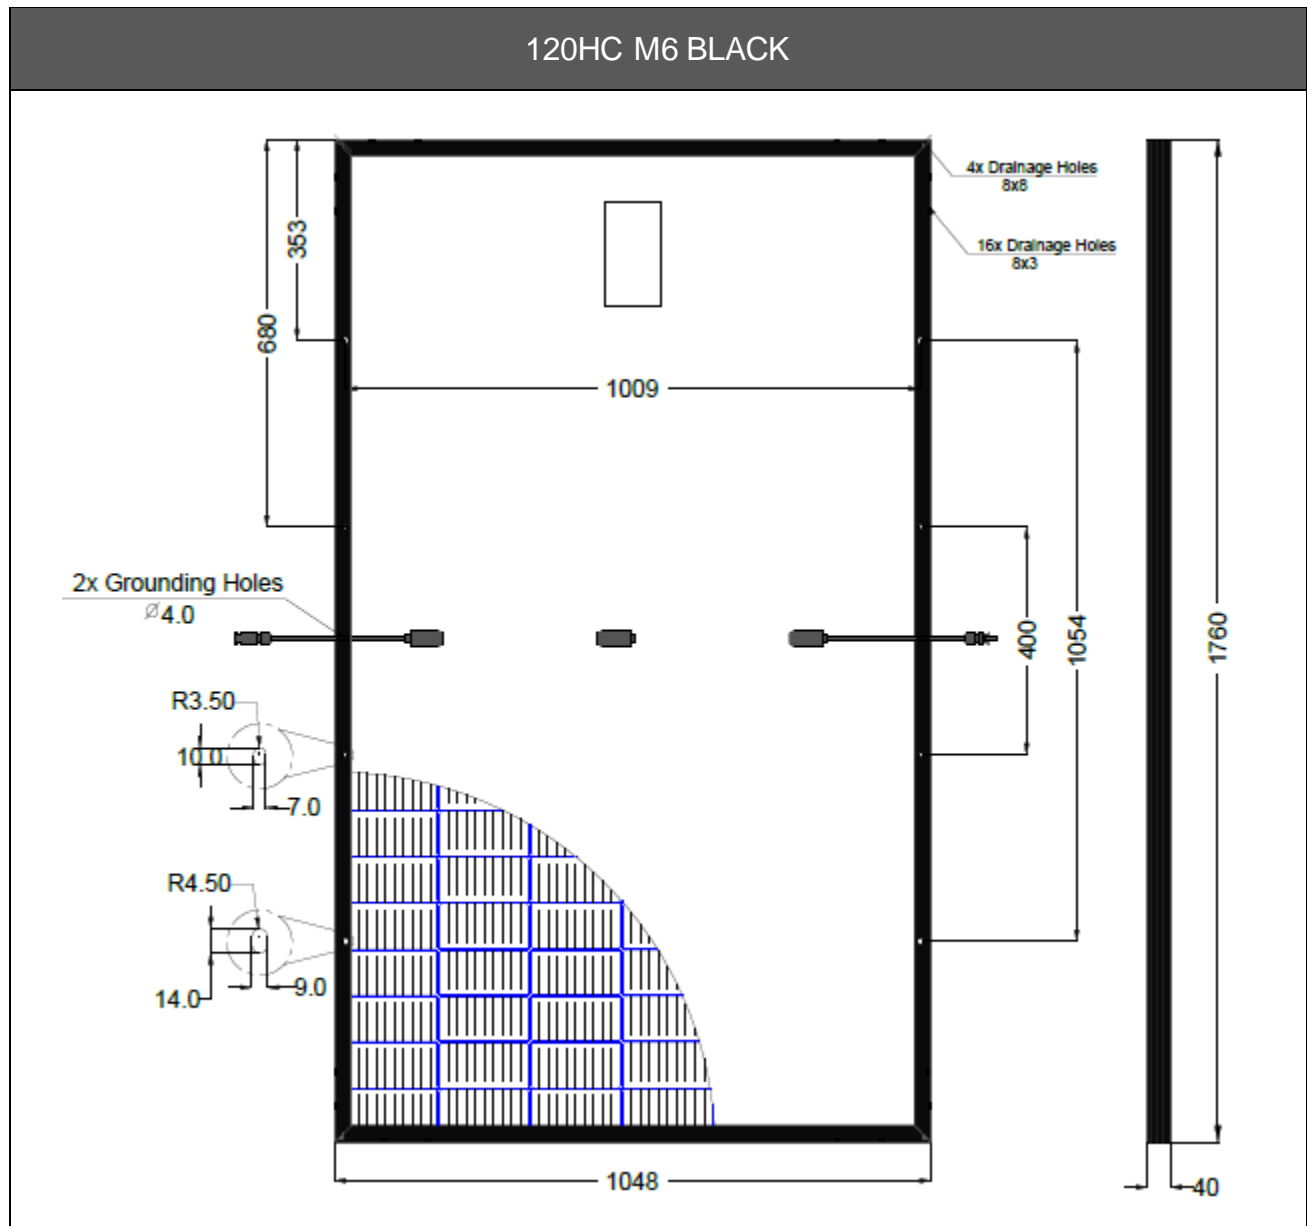 120HC M6 BLACK
4x Drainage Holes
8x8
16x Drainage Holes
8x3
353
680
1009
2x Grounding Holes
Ø4.0
400
1054
1760
R3.50
10.0
7.0
R4.50
14.0
9.0
1048
40